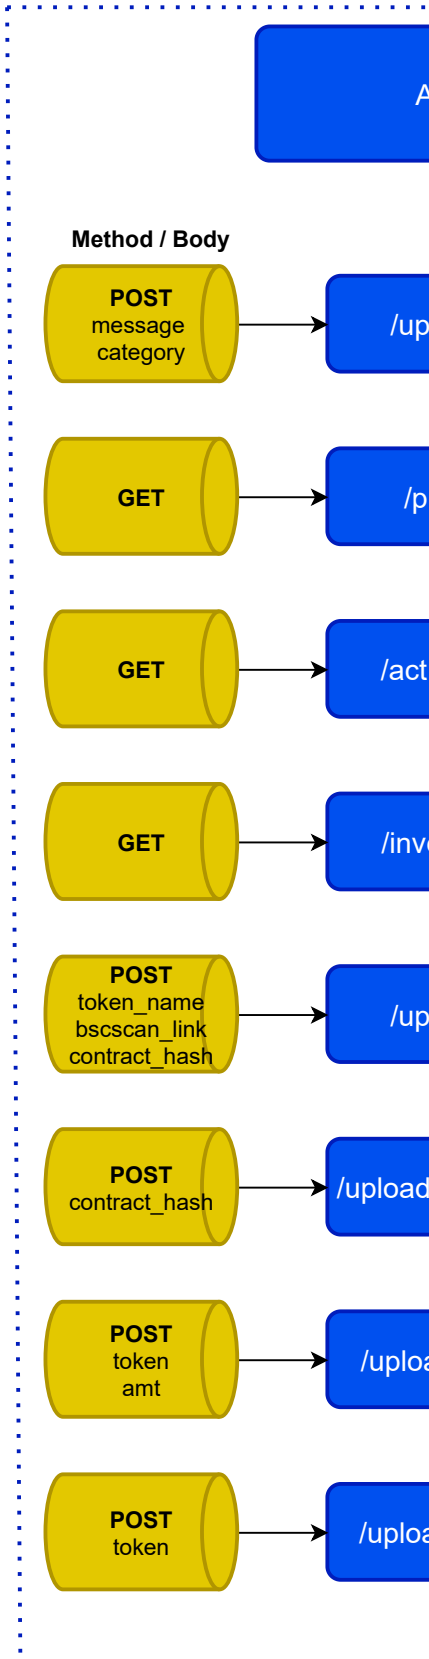 A
Method / Body
POST
message
category
/up
GET
/p
GET
/act
GET
/inve
POST
token_name
bscscan_link
contract_hash
/up
POST
contract_hash
/upload
POST
token
amt
/uploa
POST
token
/uploa